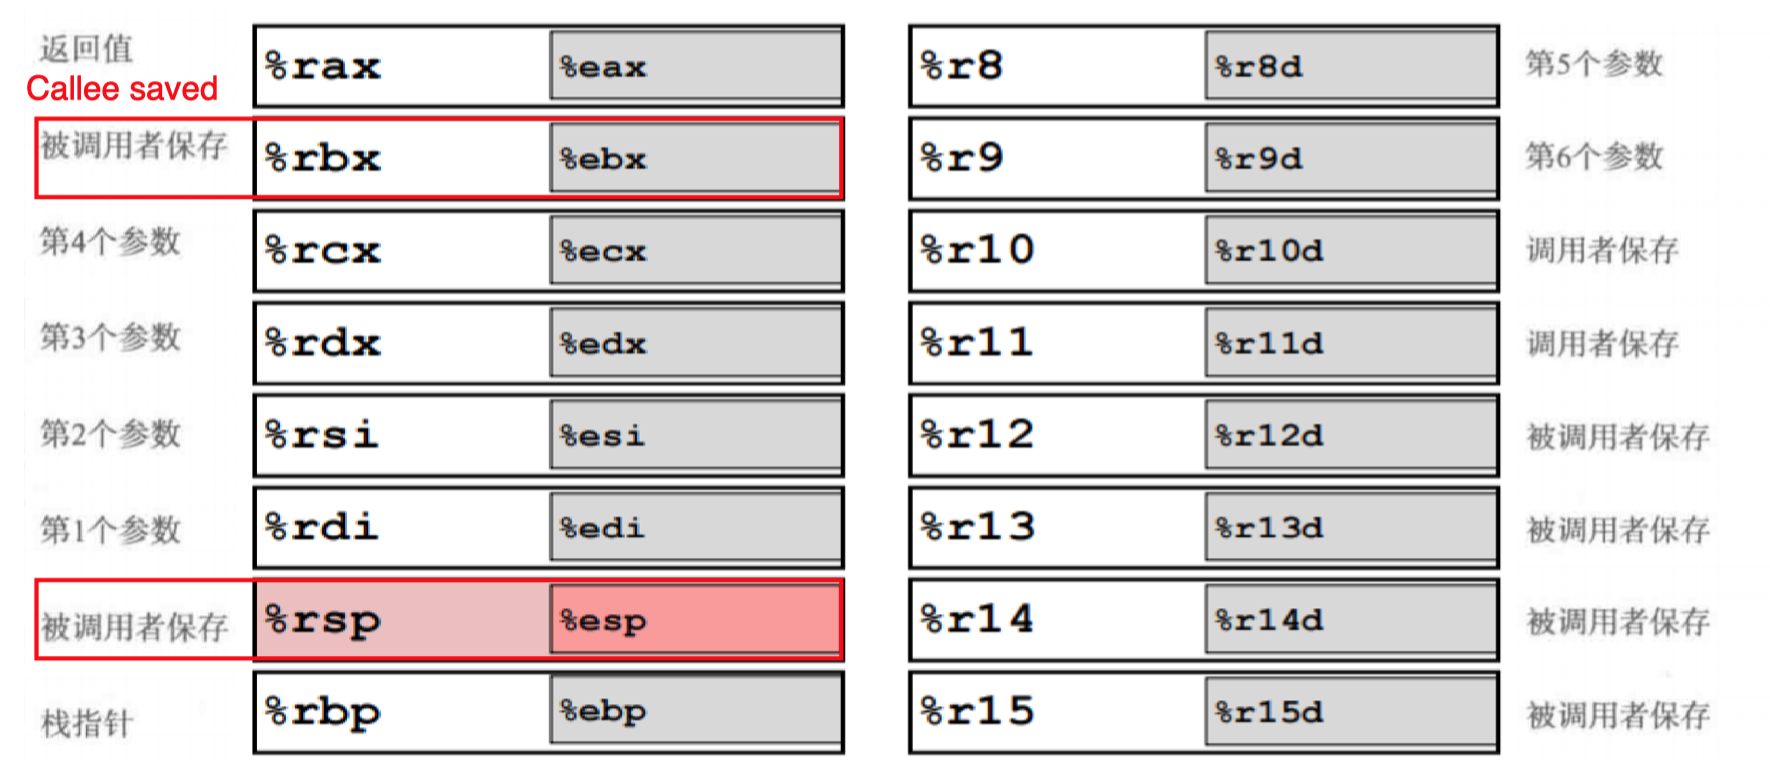 返回值 %rax %eax %r8 %r8d 第5个参数
Callee saved
被调用者保存 %rbx %ebx %r9 %r9d 第6个参数
第4个参数 %rcx %ecx %r10 %r10d 调用者保存
第3个参数 %rdx %edx %r11 %r11d 调用者保存
第2个参数 %rsi %esi %r12 %r12d 被调用者保存
第1个参数 %rdi %edi %r13 %r13d 被调用者保存
被调用者保存 %rsp %esp %r14 %r14d 被调用者保存
栈指针 %rbp %ebp %r15 %r15d 被调用者保存